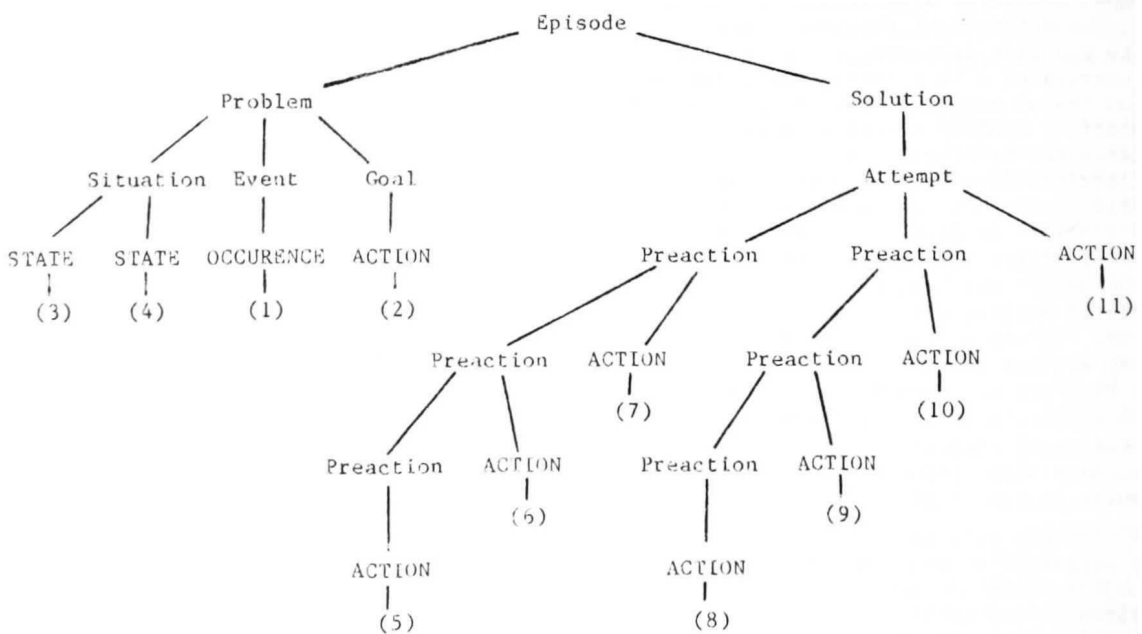 Episode
Problem Solution
Situation Event Goal Attempt
STATE STATE OCCURENCE ACTION Preaction Preaction ACTION
(3) (4) (1) (2) (11)
Preaction ACTION Preaction ACTION
(7) (10)
Preaction ACTION Preaction ACTION
(6) (9)
ACTION ACTION
(5) (8)